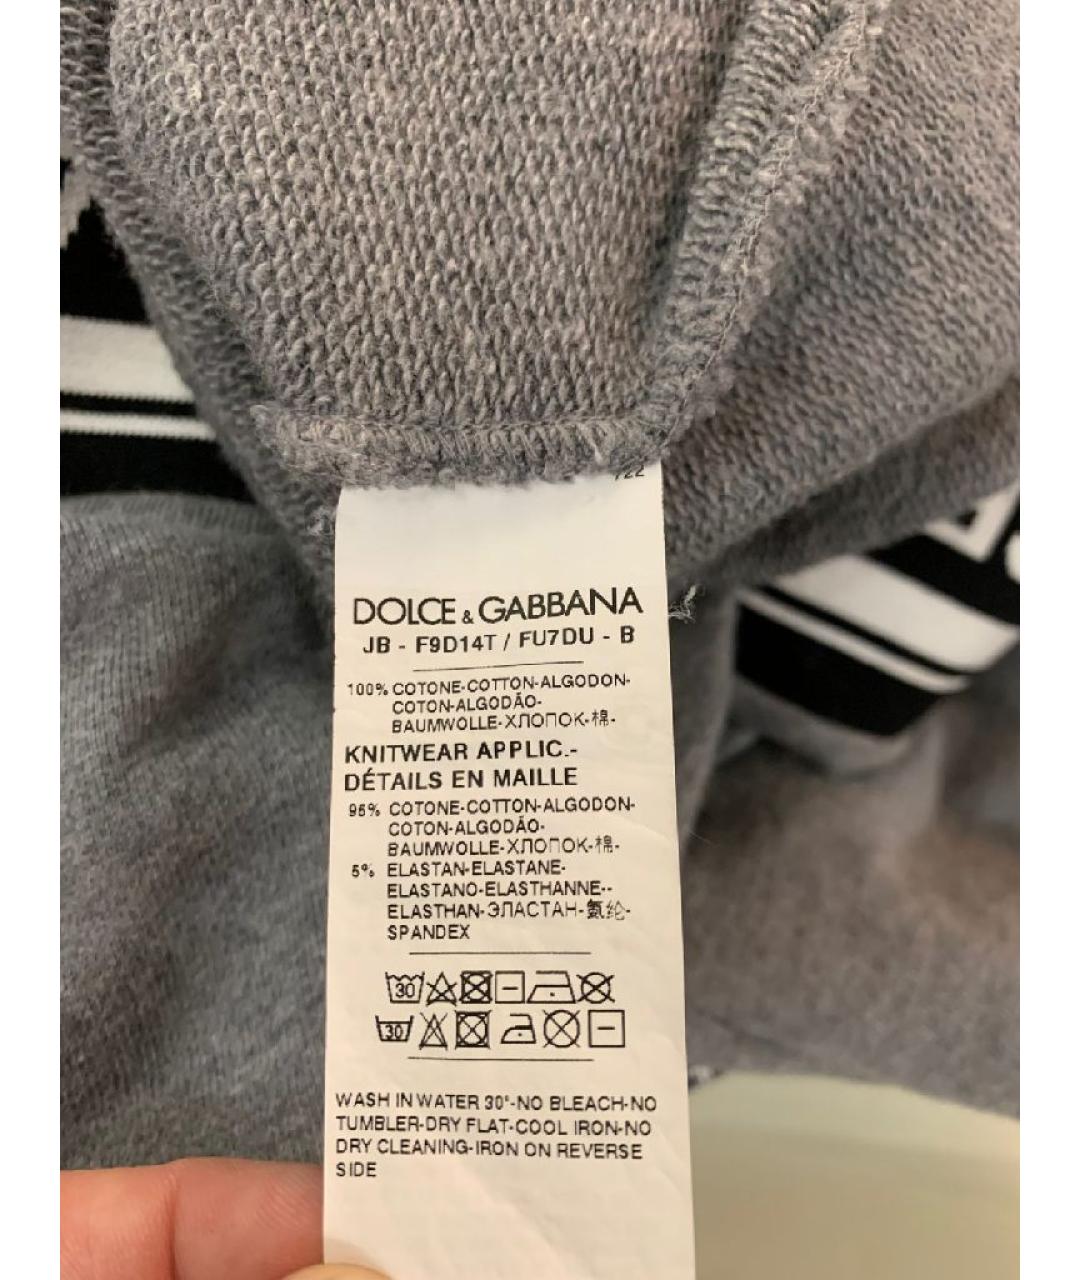 722
DOLCE & GABBANA
JB - F9D14T / FU7DU - B
100% COTONE-COTTON-ALGODON-
COTON-ALGODÃO-
BAUMWOLLE-ХЛОПОК-棉-
KNITWEAR APPLIC.-
DÉTAILS EN MAILLE
95% COTONE-COTTON-ALGODON-
COTON-ALGODÃO-
BAUMWOLLE-ХЛОПОК-棉-
5% ELASTAN-ELASTANE-
ELASTANO-ELASTHANNE--
ELASTHAN-ЭЛАСТАН-氨纶-
SPANDEX
30
30
WASH IN WATER 30°-NO BLEACH-NO
TUMBLER-DRY FLAT-COOL IRON-NO
DRY CLEANING-IRON ON REVERSE
SIDE